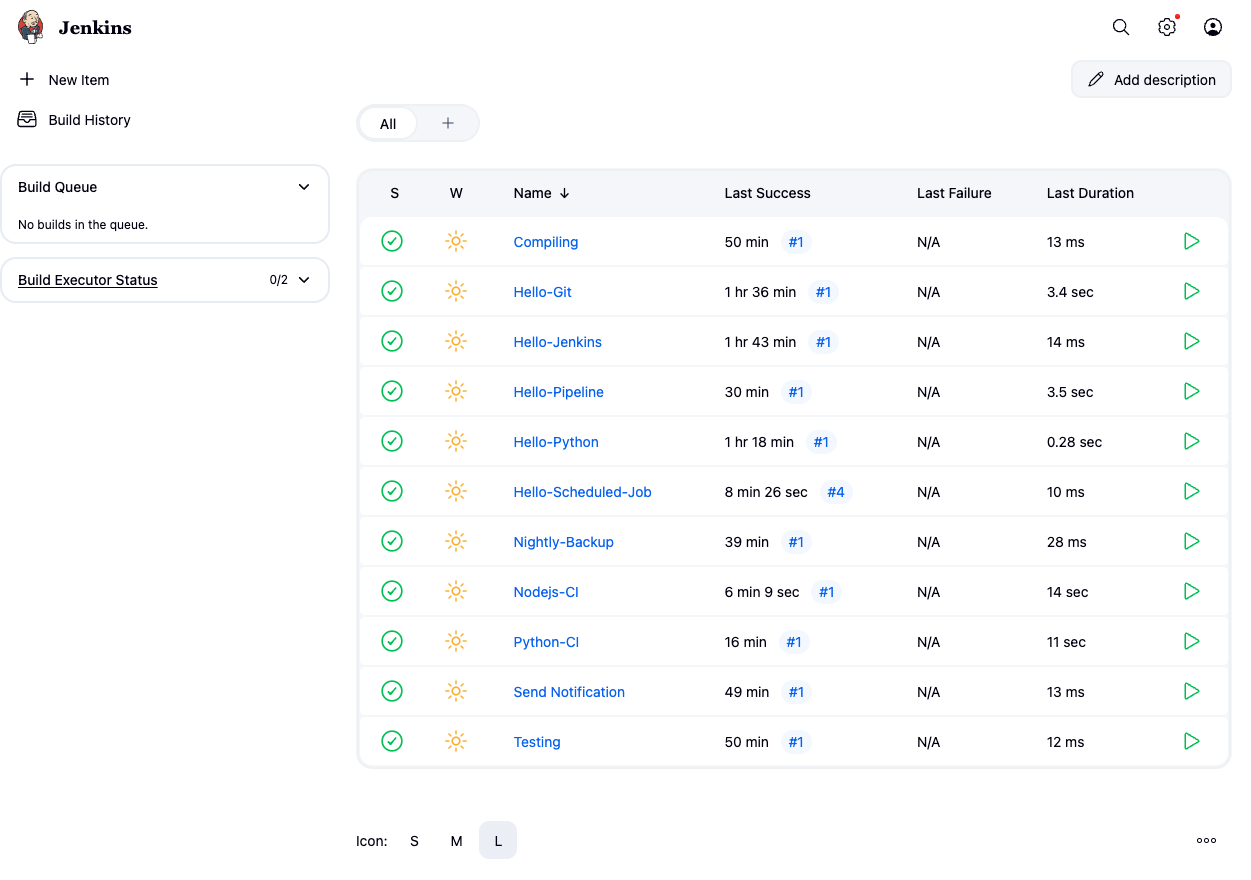 Jenkins
New Item
Build History
Build Queue
No builds in the queue.
Build Executor Status 0/2
Add description
All
S W Name ↓ Last Success Last Failure Last Duration
Compiling 50 min #1 N/A 13 ms
Hello-Git 1 hr 36 min #1 N/A 3.4 sec
Hello-Jenkins 1 hr 43 min #1 N/A 14 ms
Hello-Pipeline 30 min #1 N/A 3.5 sec
Hello-Python 1 hr 18 min #1 N/A 0.28 sec
Hello-Scheduled-Job 8 min 26 sec #4 N/A 10 ms
Nightly-Backup 39 min #1 N/A 28 ms
Nodejs-CI 6 min 9 sec #1 N/A 14 sec
Python-CI 16 min #1 N/A 11 sec
Send Notification 49 min #1 N/A 13 ms
Testing 50 min #1 N/A 12 ms
Icon: S M L